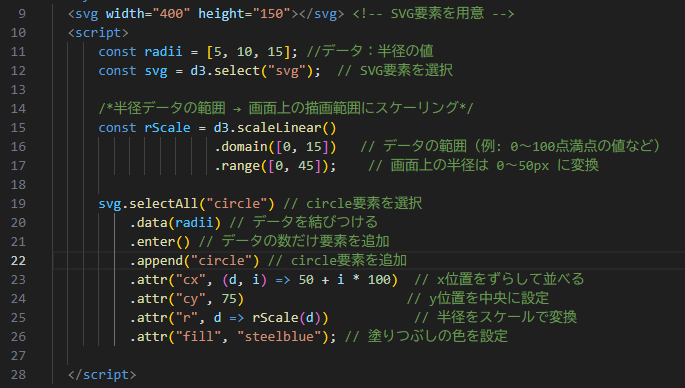 9 <svg width="400" height="150"></svg> <!-- SVG要素を用意 -->
10 <script>
11 const radii = [5, 10, 15]; //データ：半径の値
12 const svg = d3.select("svg"); // SVG要素を選択
13
14 /*半径データの範囲 → 画面上の描画範囲にスケーリング*/
15 const rScale = d3.scaleLinear()
16 .domain([0, 15]) // データの範囲（例: 0～100点満点の値など）
17 .range([0, 45]); // 画面上の半径は 0～50px に変換
18
19 svg.selectAll("circle") // circle要素を選択
20 .data(radii) // データを結びつける
21 .enter() // データの数だけ要素を追加
22 .append("circle") // circle要素を追加
23 .attr("cx", (d, i) => 50 + i * 100) // x位置をずらして並べる
24 .attr("cy", 75) // y位置を中央に設定
25 .attr("r", d => rScale(d)) // 半径をスケールで変換
26 .attr("fill", "steelblue"); // 塗りつぶしの色を設定
27
28 </script>